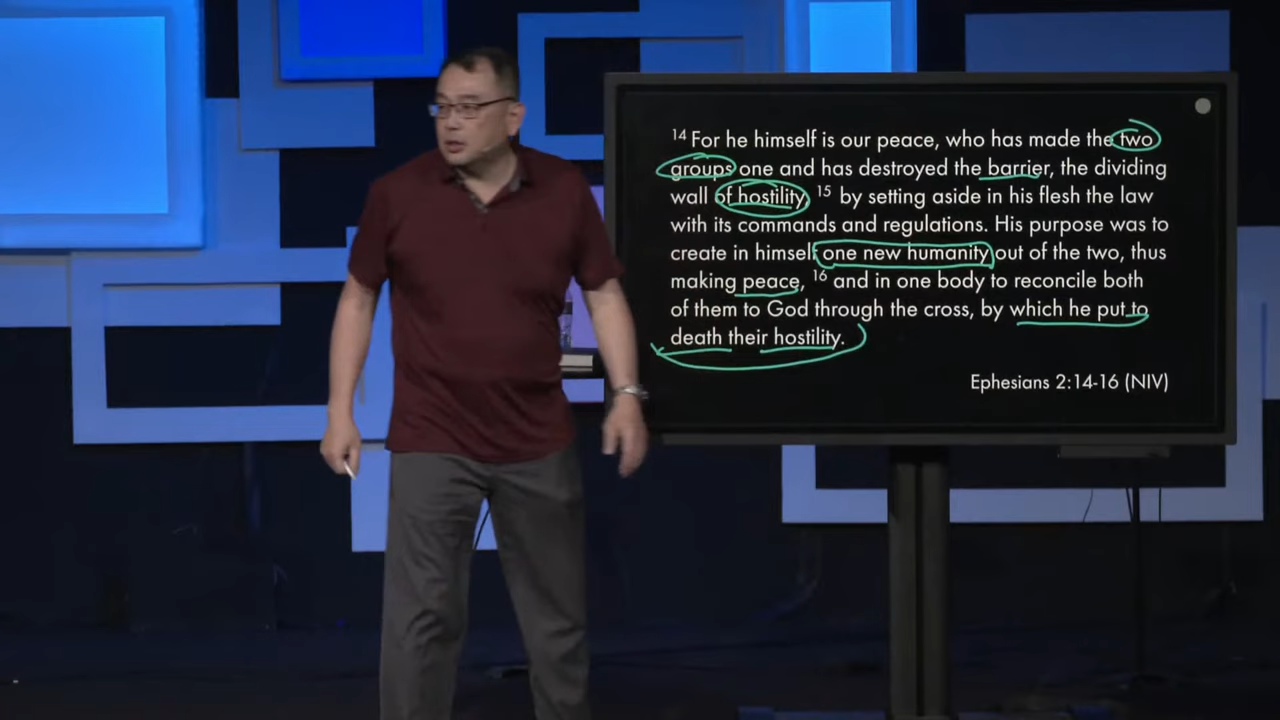 ¹⁴ For he himself is our peace, who has made the two
groups one and has destroyed the barrier, the dividing
wall of hostility, ¹⁵ by setting aside in his flesh the law
with its commands and regulations. His purpose was to
create in himself one new humanity out of the two, thus
making peace, ¹⁶ and in one body to reconcile both
of them to God through the cross, by which he put to
death their hostility.
Ephesians 2:14-16 (NIV)